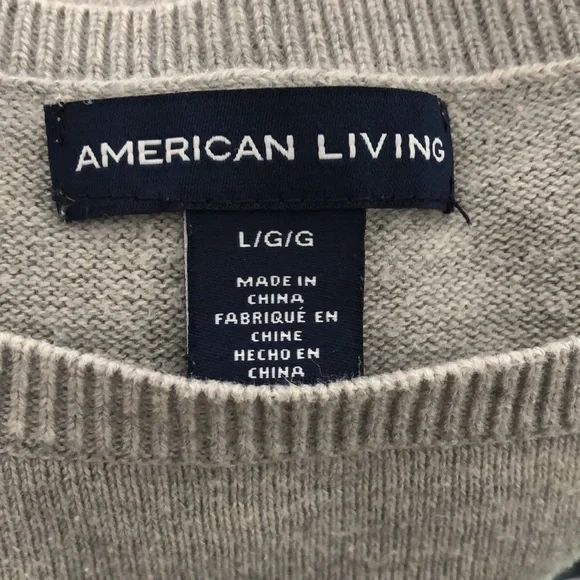 AMERICAN LIVING
L/G/G
MADE IN
CHINA
FABRIQUÉ EN
CHINE
HECHO EN
CHINA